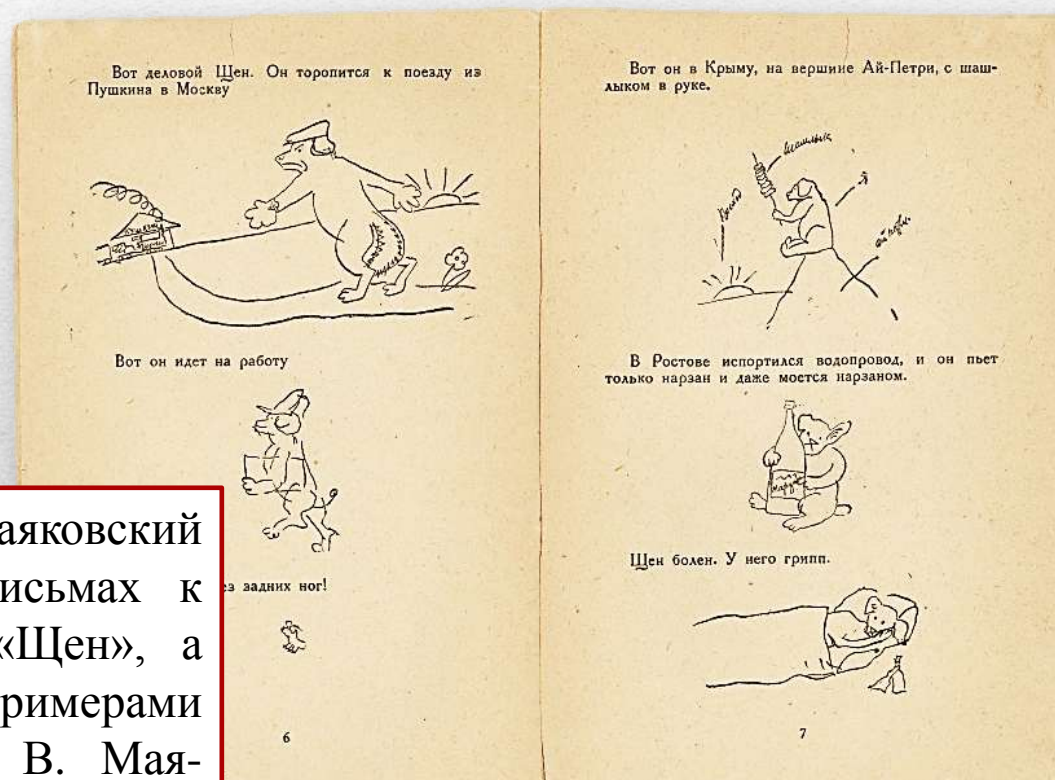 Вот деловой Щен. Он торопится к поезду из
Пушкина в Москву
Вот он идет на работу
ез задних ног!
6
Вот он в Крыму, на вершине Ай-Петри, с шаш-
лыком в руке.
шашлык
я
В Ростове испортился водопровод, и он пьет
только нарзан и даже моется нарзаном.
Щен болен. У него грипп.
7
аяковский
исьмах к
«Щен», а
римерами
В. Мая-